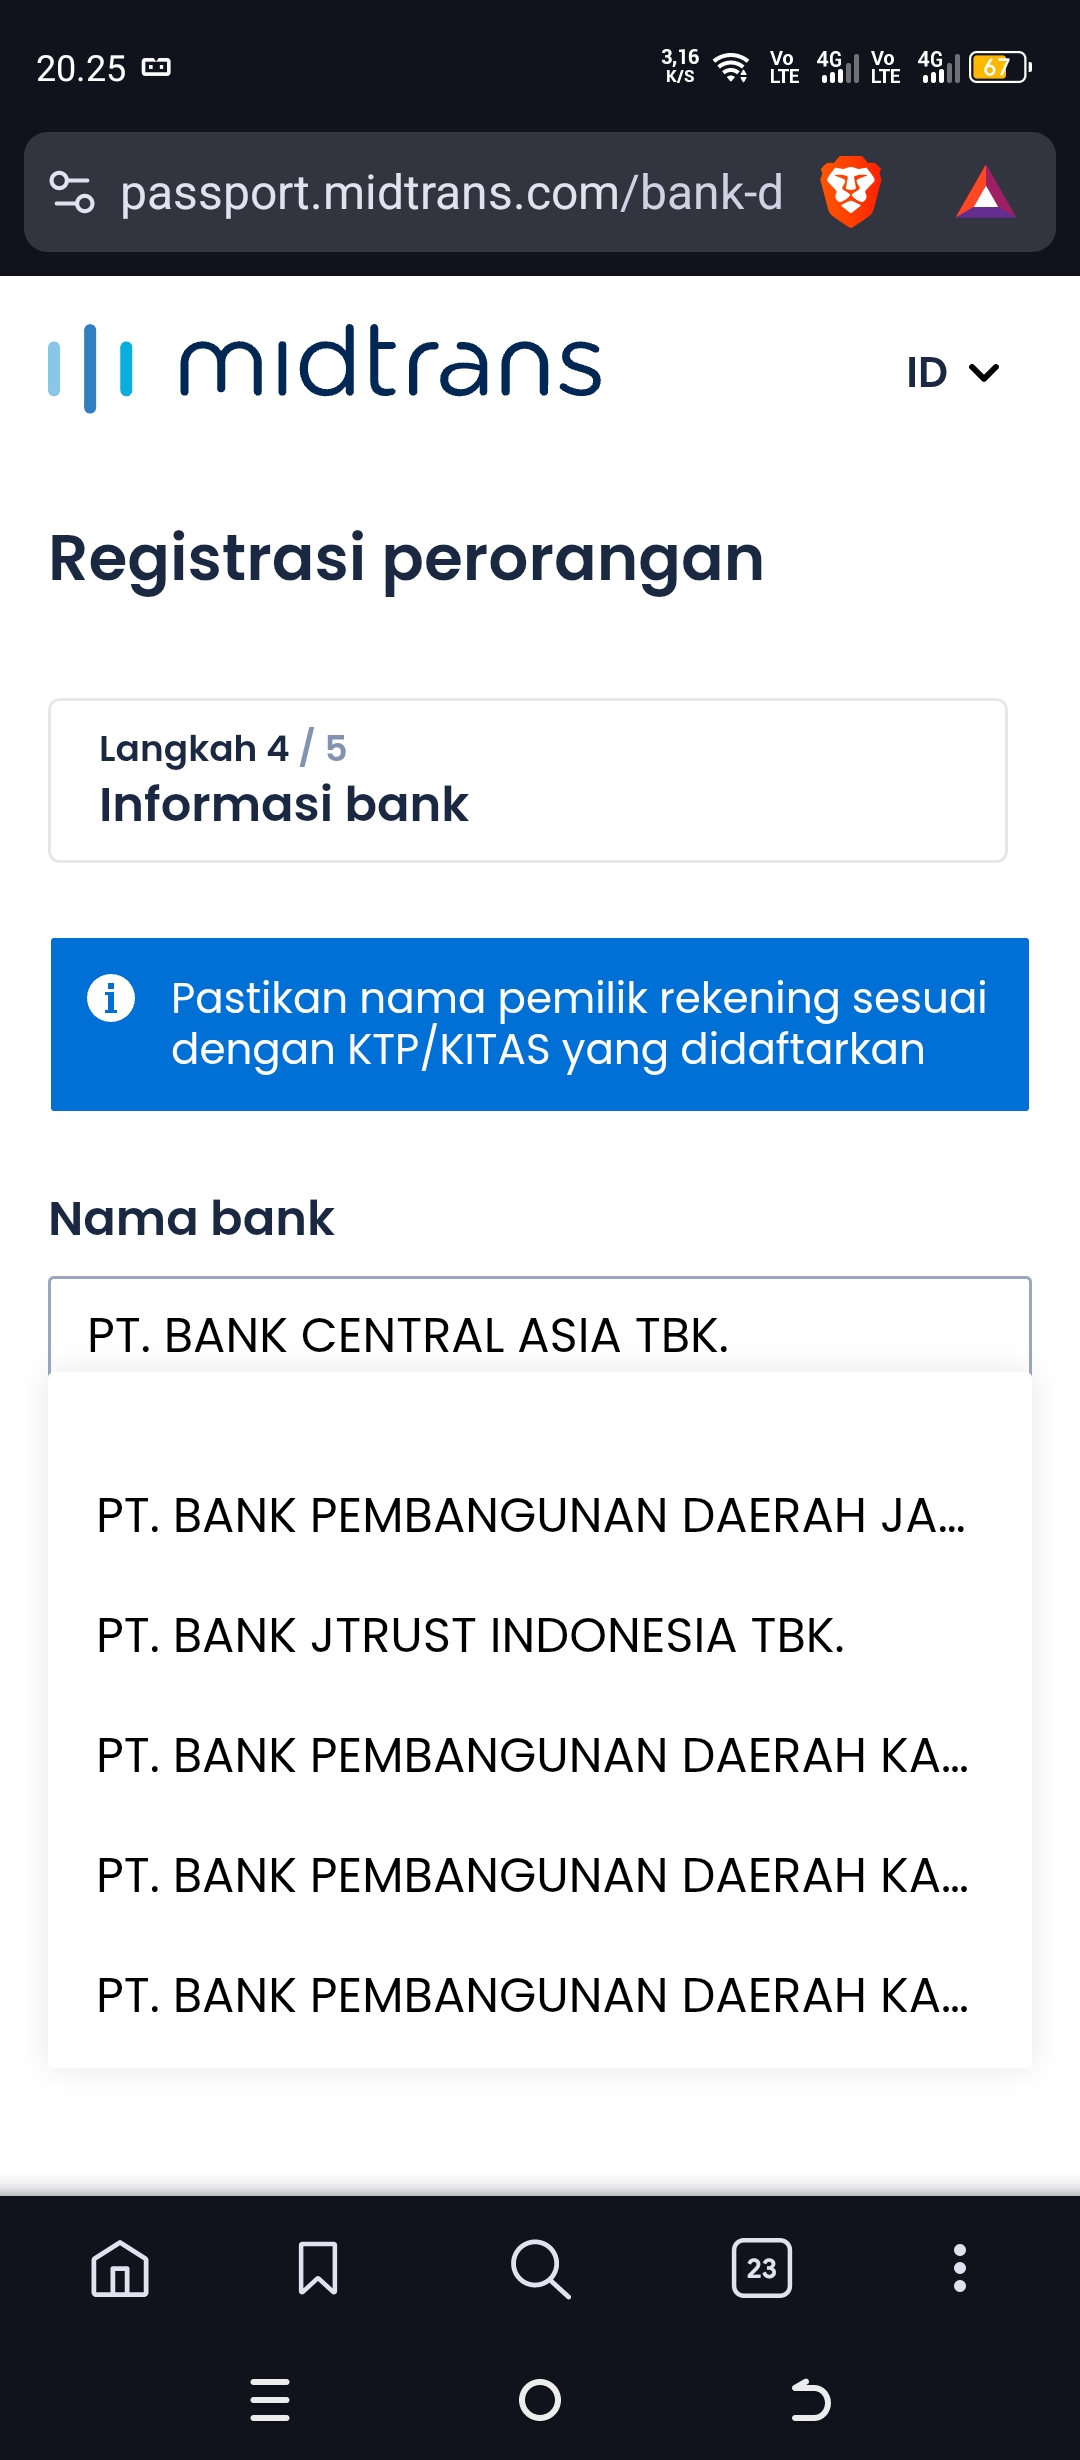 20.25
3,16 K/S Vo LTE 4G Vo LTE 4G 67
passport.midtrans.com/bank-d
midtrans
ID
Registrasi perorangan
Langkah 4 / 5
Informasi bank
Pastikan nama pemilik rekening sesuai
dengan KTP/KITAS yang didaftarkan
Nama bank
PT. BANK CENTRAL ASIA TBK.
PT. BANK PEMBANGUNAN DAERAH JA...
PT. BANK JTRUST INDONESIA TBK.
PT. BANK PEMBANGUNAN DAERAH KA...
PT. BANK PEMBANGUNAN DAERAH KA...
PT. BANK PEMBANGUNAN DAERAH KA...
23